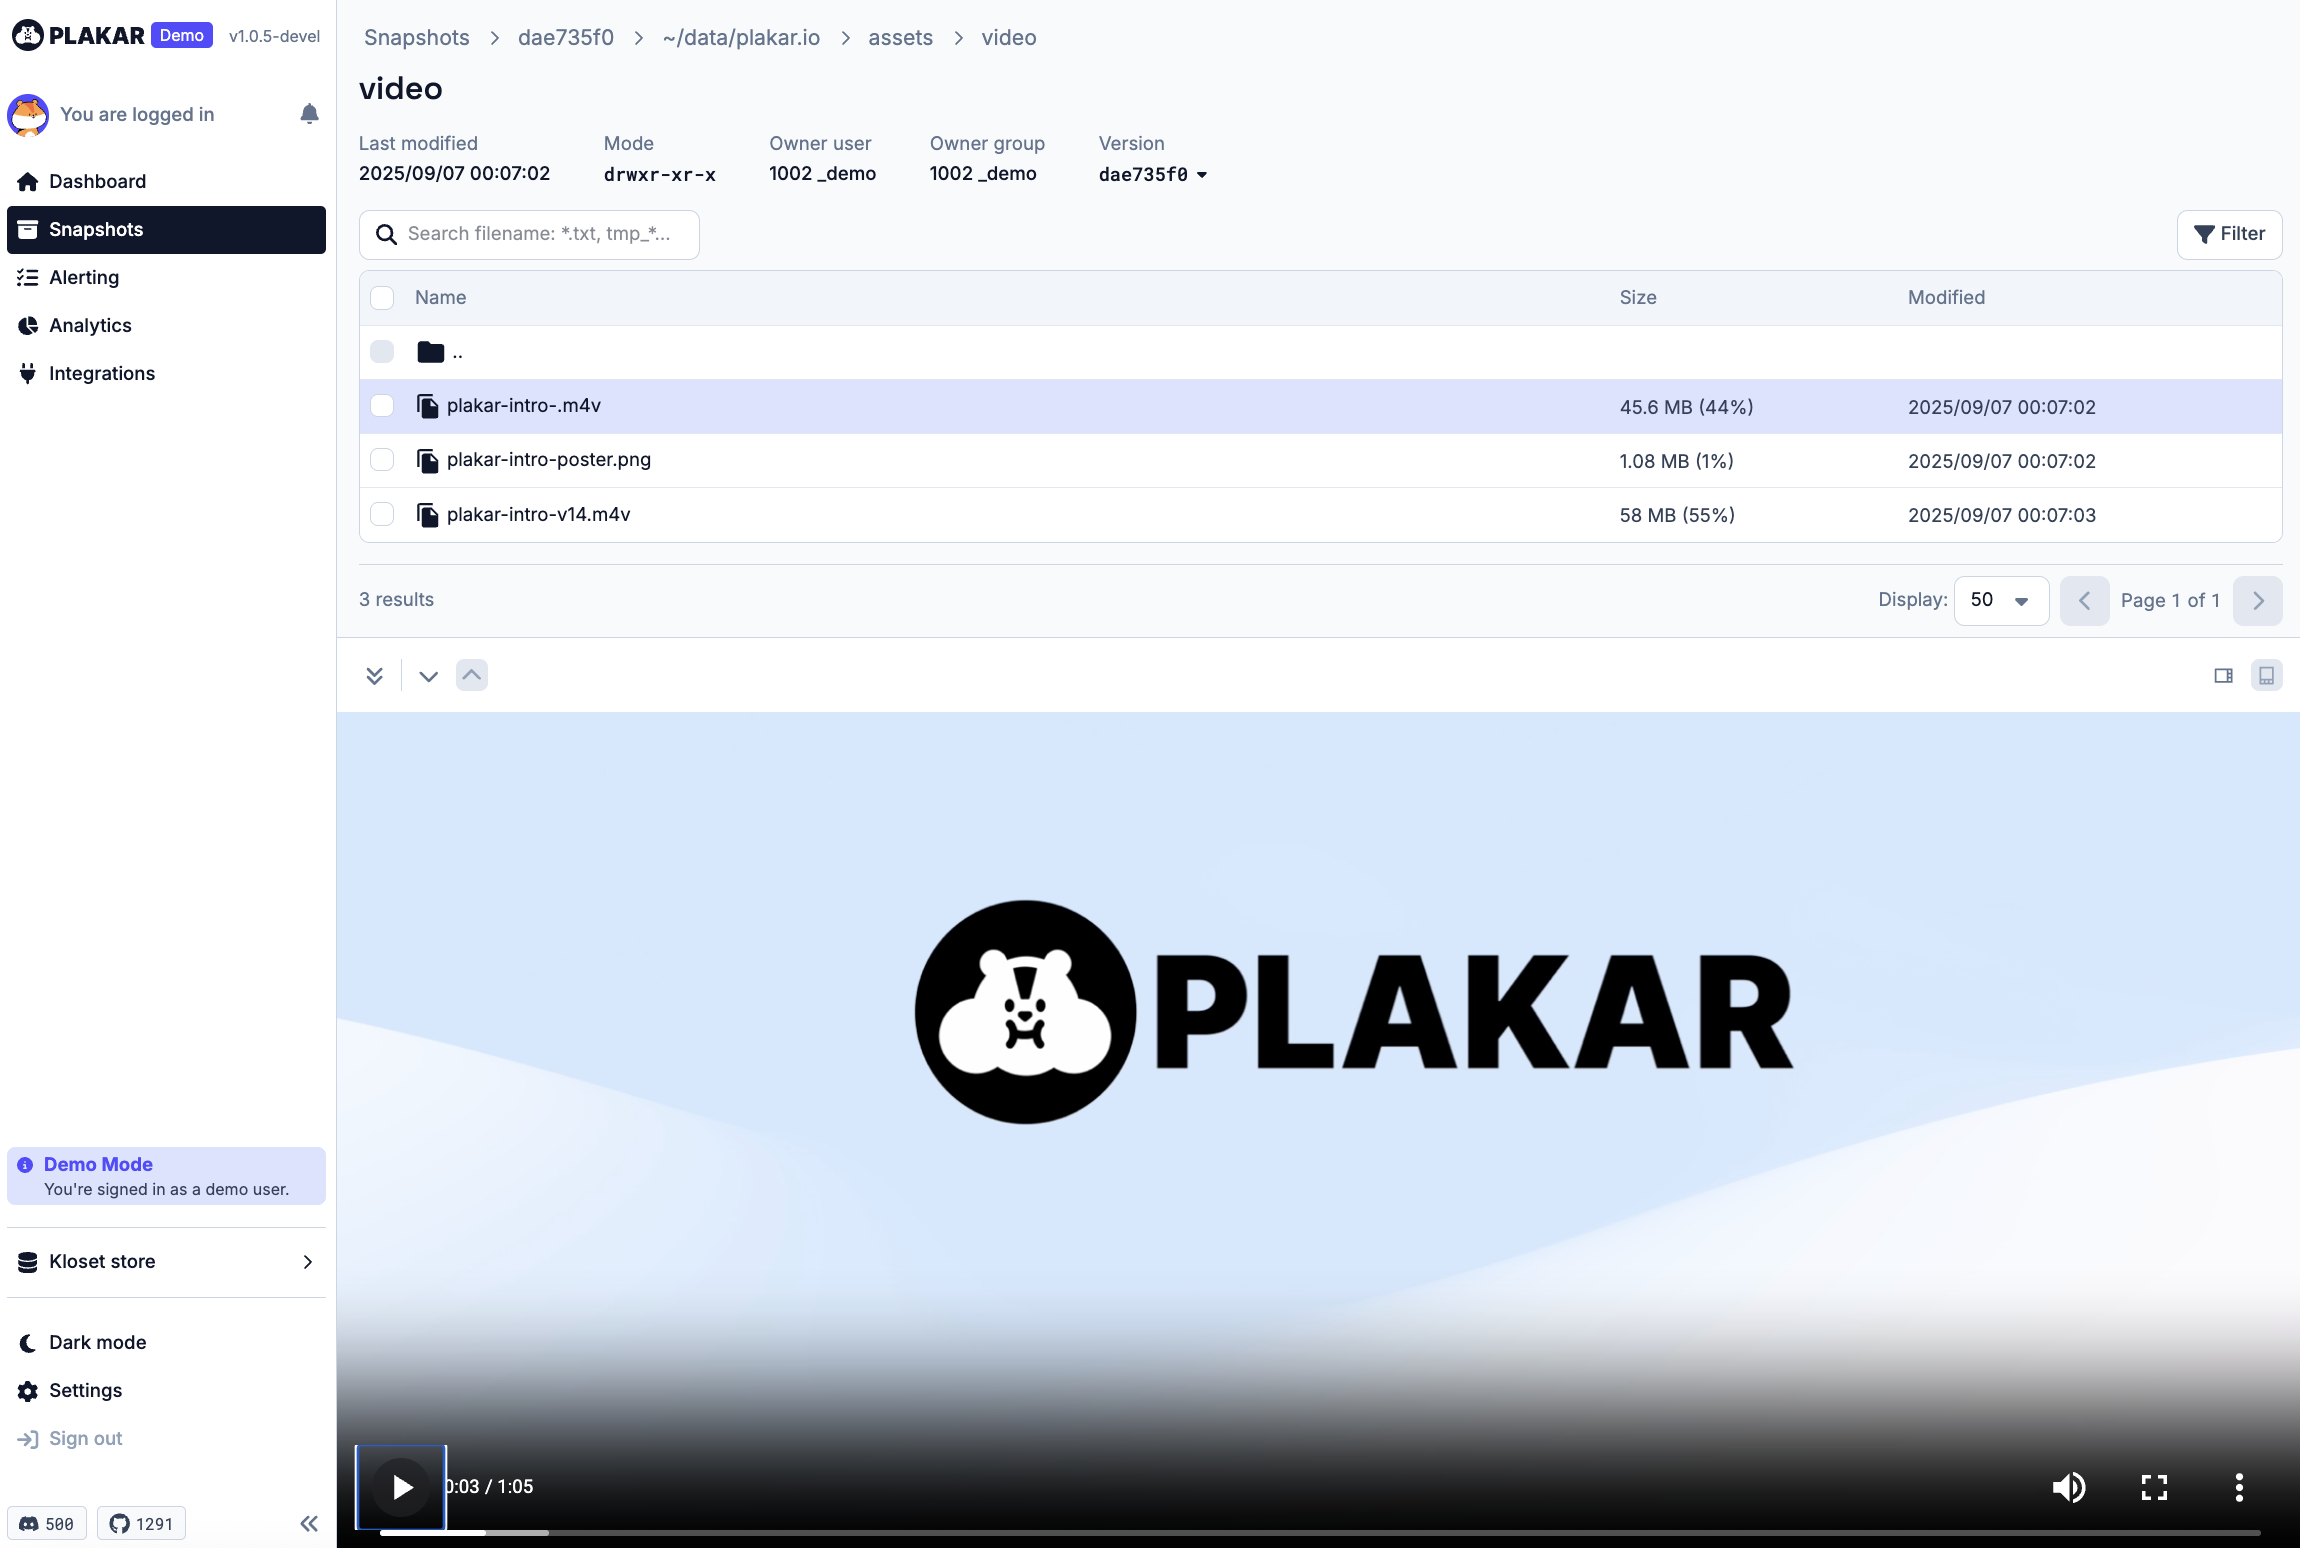 PLAKAR Demo v1.0.5-devel
You are logged in
Dashboard
Snapshots
Alerting
Analytics
Integrations
Demo Mode
You're signed in as a demo user.
Kloset store
Dark mode
Settings
Sign out
500 1291
Snapshots dae735f0 ~/data/plakar.io assets video
video
Last modified Mode Owner user Owner group Version
2025/09/07 00:07:02 drwxr-xr-x 1002 _demo 1002 _demo dae735f0
Search filename: *.txt, tmp_*...
Filter
Name Size Modified
..
plakar-intro-.m4v 45.6 MB (44%) 2025/09/07 00:07:02
plakar-intro-poster.png 1.08 MB (1%) 2025/09/07 00:07:02
plakar-intro-v14.m4v 58 MB (55%) 2025/09/07 00:07:03
3 results Display: 50 Page 1 of 1
PLAKAR
0:03 / 1:05